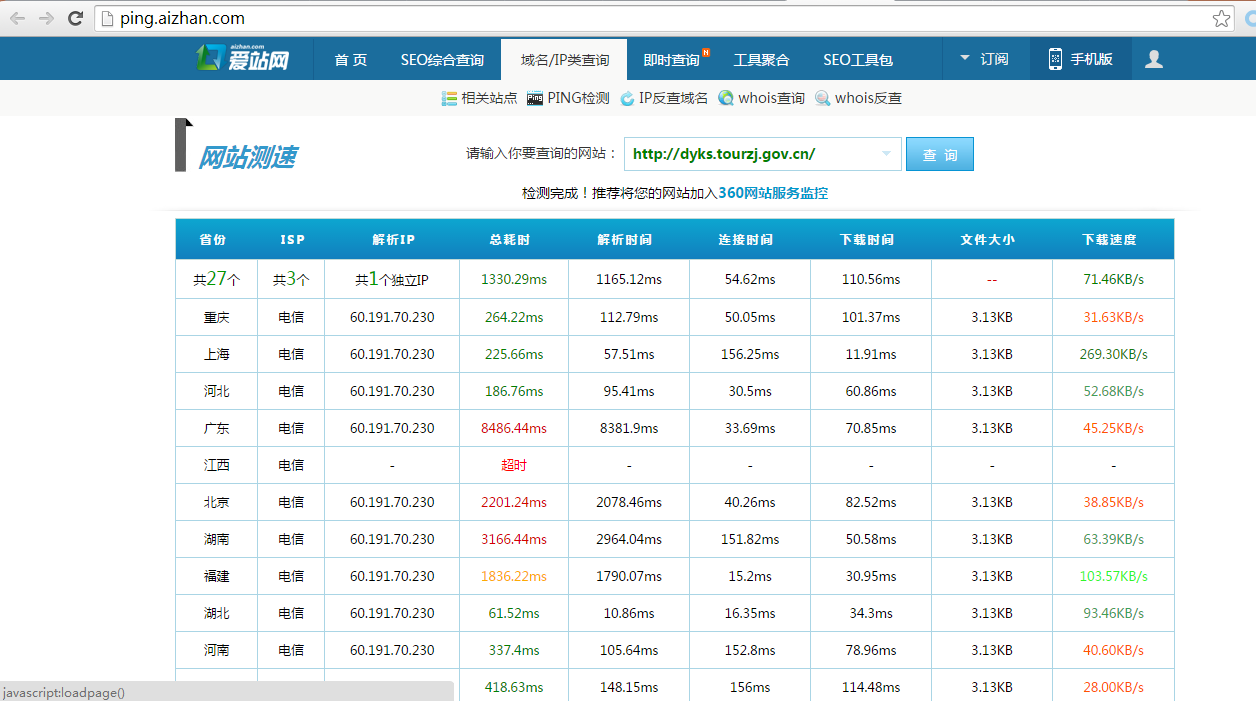 ping.aizhan.com
aizhan.com
爱站网 首 页 SEO综合查询 域名/IP类查询 即时查询 N 工具聚合 SEO工具包 订阅 手机版
相关站点 Ping PING检测 IP反查域名 whois查询 whois反查
网站测速 请输入你要查询的网站： http://dyks.tourzj.gov.cn/ 查 询
检测完成！推荐将您的网站加入360网站服务监控
省份 ISP 解析IP 总耗时 解析时间 连接时间 下载时间 文件大小 下载速度
共27个 共3个 共1个独立IP 1330.29ms 1165.12ms 54.62ms 110.56ms -- 71.46KB/s
重庆 电信 60.191.70.230 264.22ms 112.79ms 50.05ms 101.37ms 3.13KB 31.63KB/s
上海 电信 60.191.70.230 225.66ms 57.51ms 156.25ms 11.91ms 3.13KB 269.30KB/s
河北 电信 60.191.70.230 186.76ms 95.41ms 30.5ms 60.86ms 3.13KB 52.68KB/s
广东 电信 60.191.70.230 8486.44ms 8381.9ms 33.69ms 70.85ms 3.13KB 45.25KB/s
江西 电信 - 超时 - - - - -
北京 电信 60.191.70.230 2201.24ms 2078.46ms 40.26ms 82.52ms 3.13KB 38.85KB/s
湖南 电信 60.191.70.230 3166.44ms 2964.04ms 151.82ms 50.58ms 3.13KB 63.39KB/s
福建 电信 60.191.70.230 1836.22ms 1790.07ms 15.2ms 30.95ms 3.13KB 103.57KB/s
湖北 电信 60.191.70.230 61.52ms 10.86ms 16.35ms 34.3ms 3.13KB 93.46KB/s
河南 电信 60.191.70.230 337.4ms 105.64ms 152.8ms 78.96ms 3.13KB 40.60KB/s
418.63ms 148.15ms 156ms 114.48ms 3.13KB 28.00KB/s
javascript:loadpage()